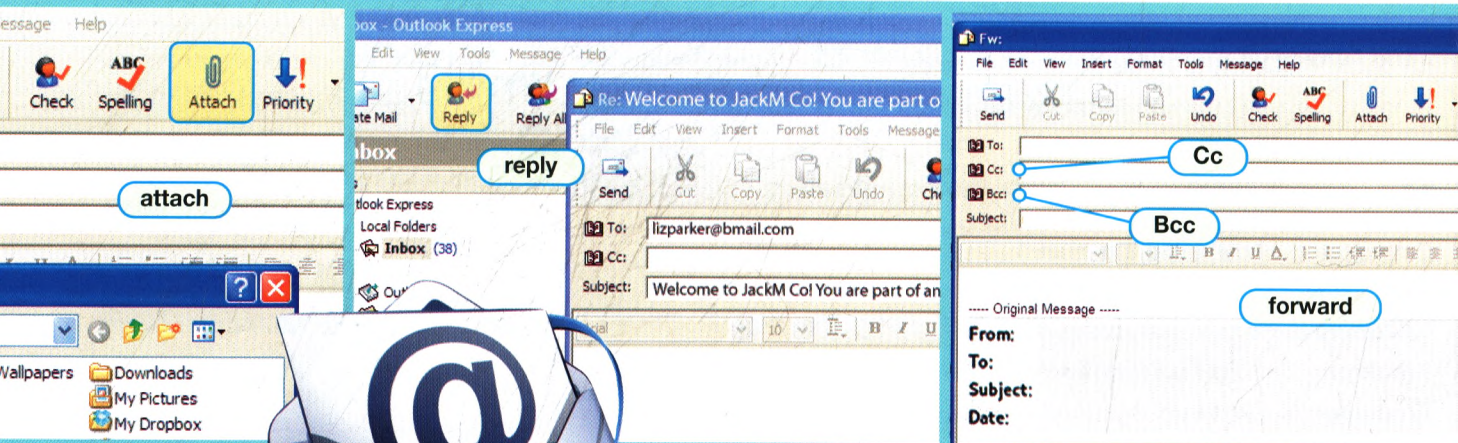 essage Help
Check Spelling Attach Priority
attach
?
Wallpapers Downloads
My Pictures
My Dropbox
box - Outlook Express
Edit View Tools Message Help
ate Mail Reply Reply All
Inbox
reply
Outlook Express
Local Folders
Inbox (38)
Re: Welcome to JackM Co! You are part o
File Edit View Insert Format Tools Message
Send Cut Copy Paste Undo Che
To: lizparker@bmail.com
Cc:
Subject: Welcome to JackM Co! You are part of an
Arial 10 B I U
@
Fw:
File Edit View Insert Format Tools Message Help
Send Cut Copy Paste Undo Check Spelling Attach Priority
To:
Cc:
Bcc:
Subject:
Cc
Bcc
B I U A
forward
----- Original Message -----
From:
To:
Subject:
Date: